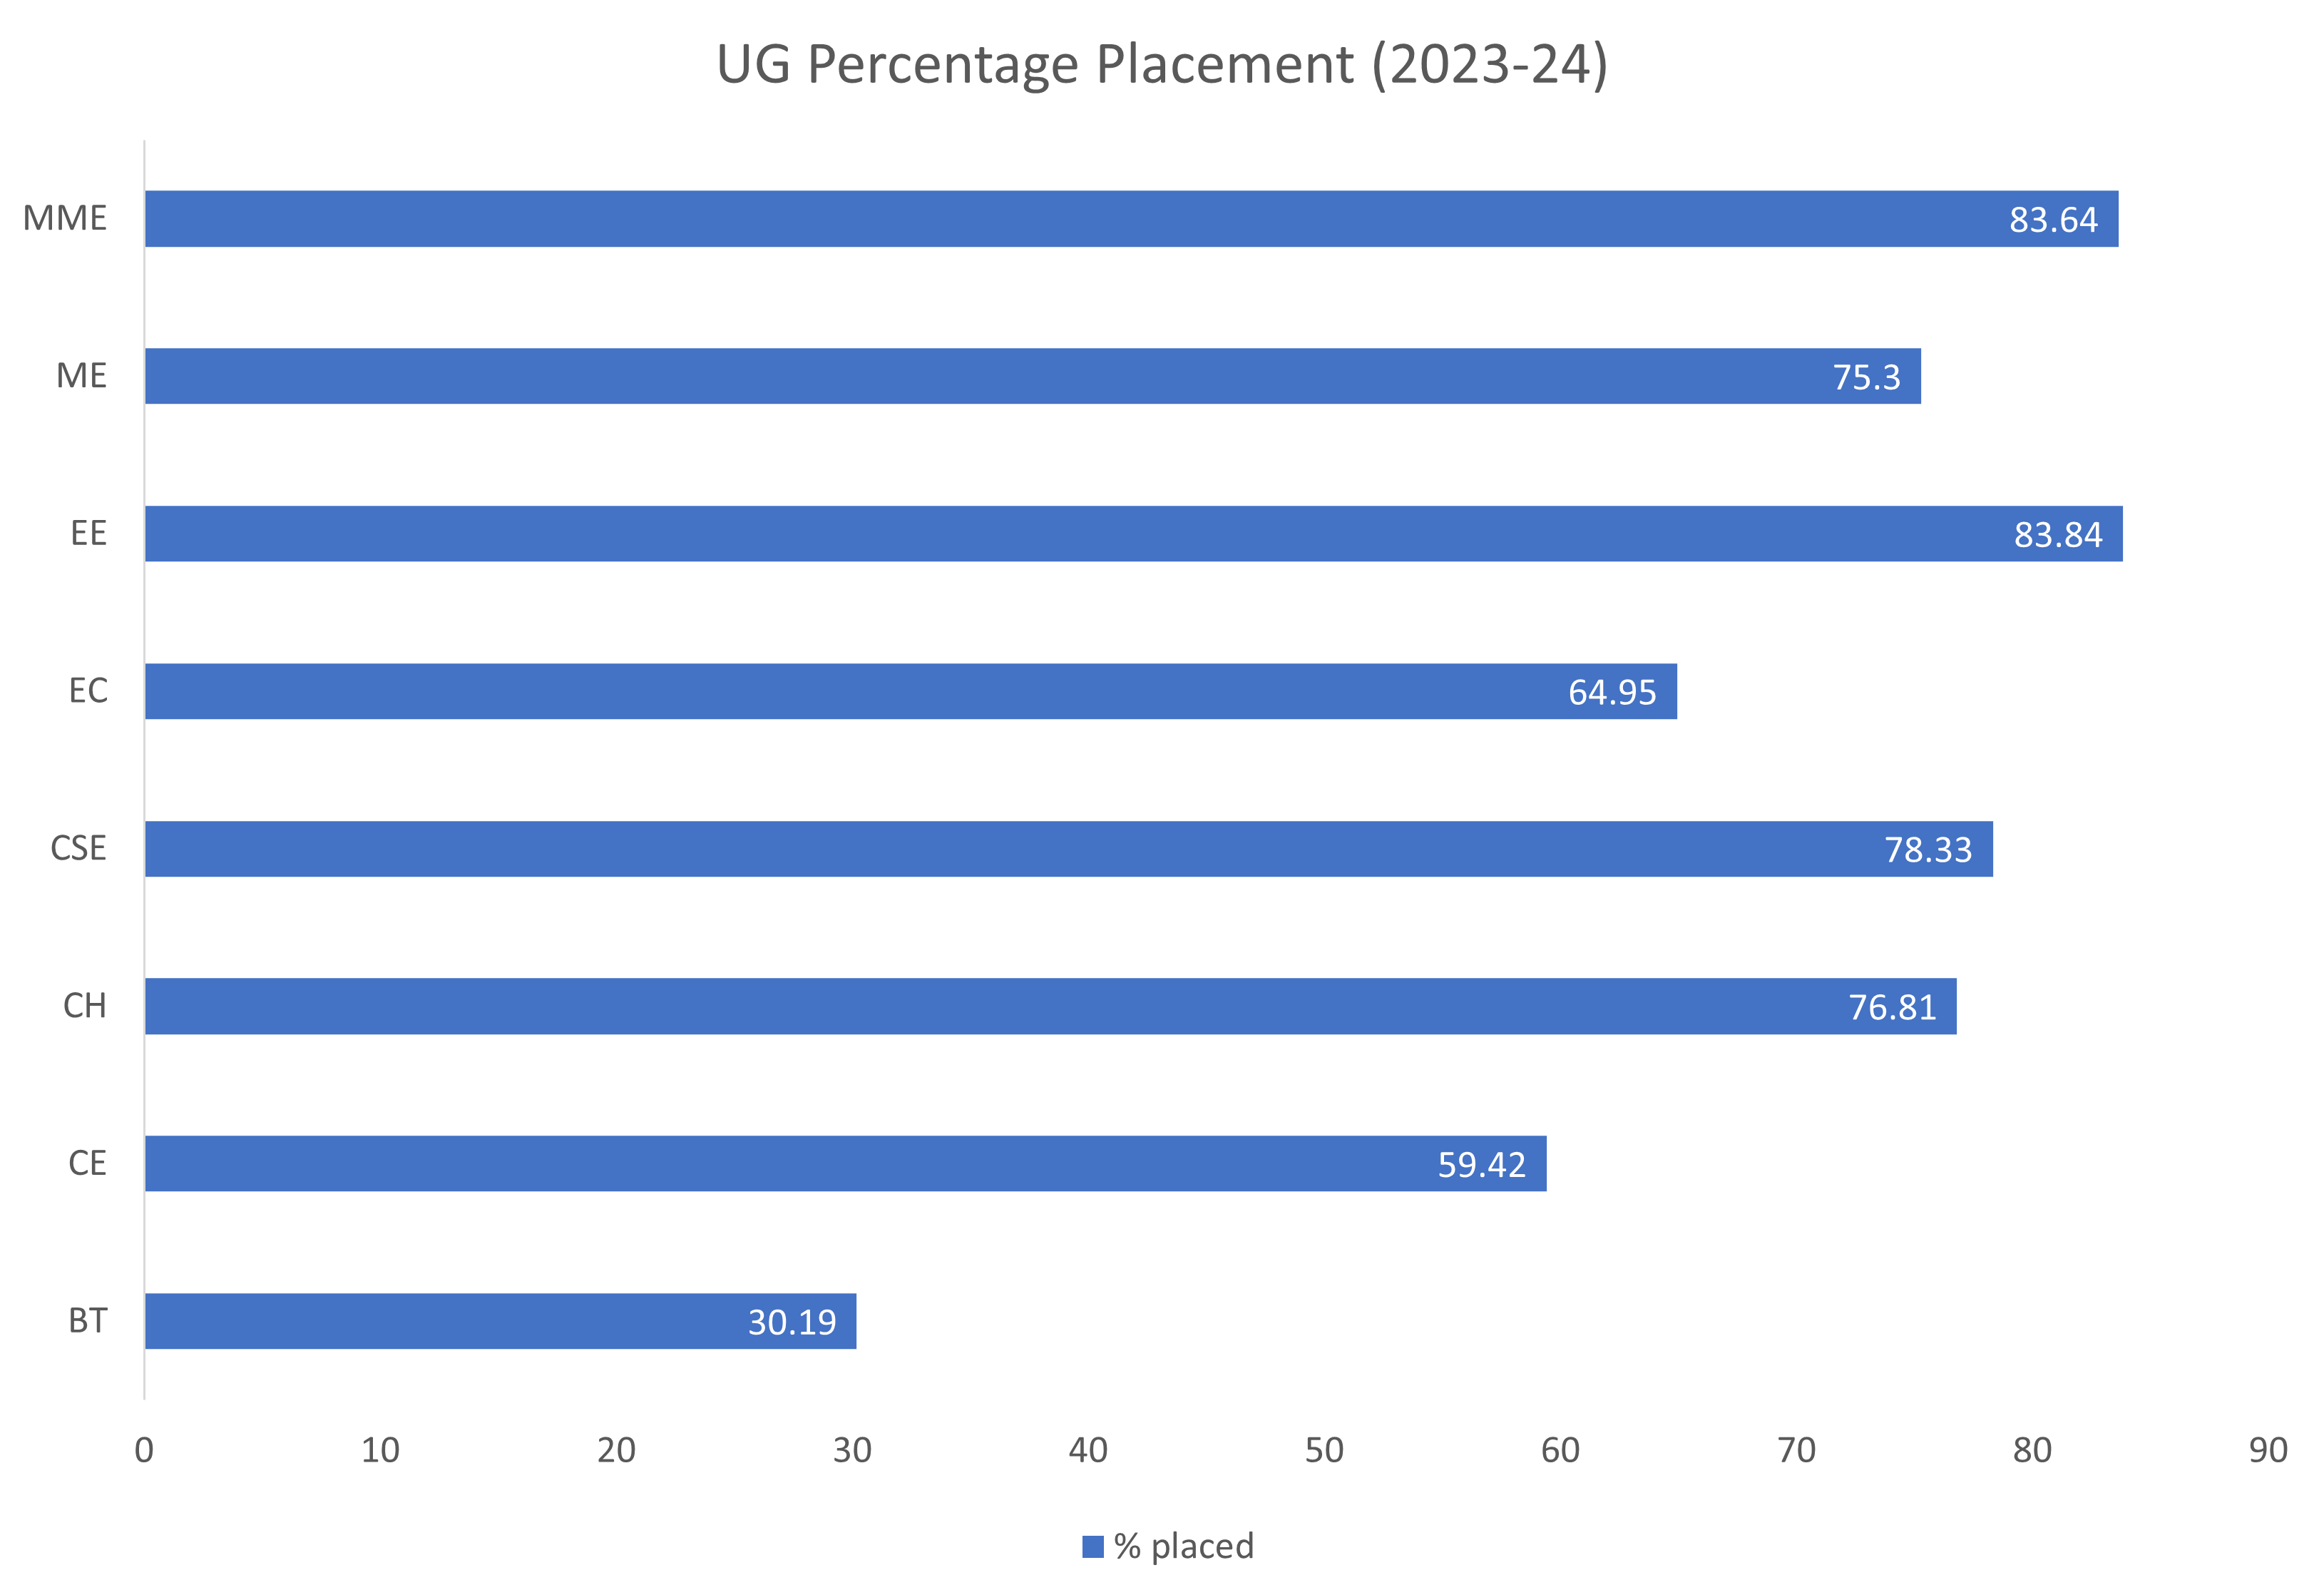 UG Percentage Placement (2023-24)
MME 83.64
ME 75.3
EE 83.84
EC 64.95
CSE 78.33
CH 76.81
CE 59.42
BT 30.19
0 10 20 30 40 50 60 70 80 90
% placed